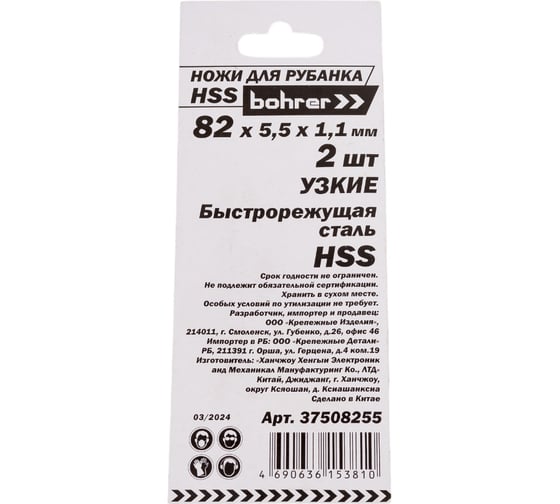 НОЖИ ДЛЯ РУБАНКА
HSS bohrer
82 x 5,5 x 1,1 мм
2 шт
УЗКИЕ
Быстрорежущая
сталь
HSS
Срок годности не ограничен.
Не подлежит обязательной сертификации.
Хранить в сухом месте.
Особых условий по утилизации не требует.
Разработчик, импортер и продавец:
ООО «Крепежные Изделия»,
214011, г. Смоленск, ул. Губенко, д.26, офис 46
Импортер в РБ: ООО «Крепежные Детали-
РБ, 211391 г. Орша, ул. Герцена, д.4 ком.19
Изготовитель: «Ханчжоу Хенгыи Электроник
анд Механикал Мануфактуринг Ко., ЛТД»
Китай, Джиджанг, г. Ханчжоу,
округ Ксяошан, д. Ксиашанксиа
Сделано в Китае
03/2024
Арт. 37508255
4 690636 153810